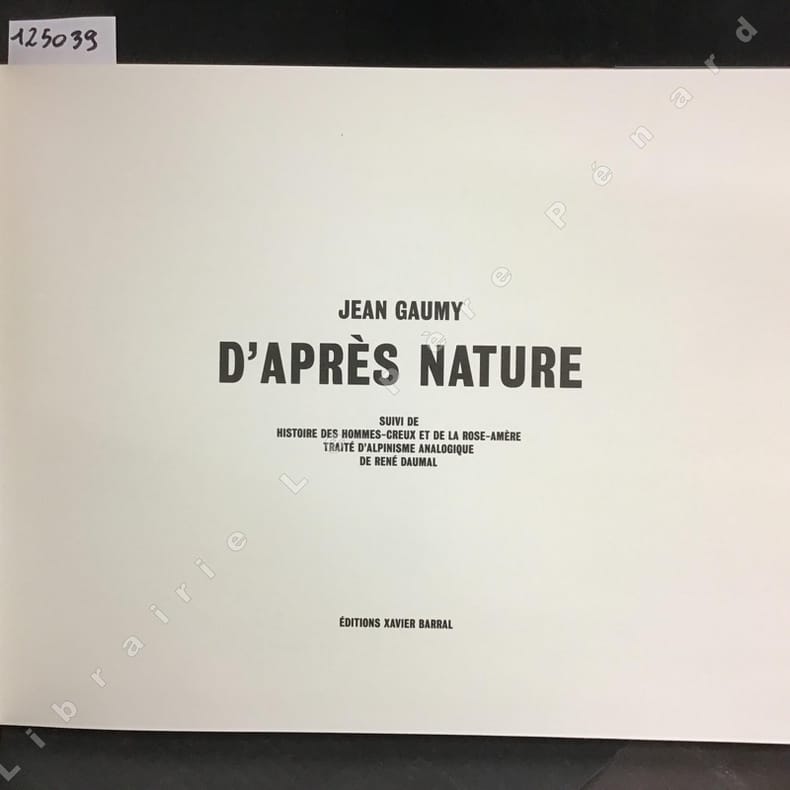 125039
JEAN GAUMY
D'APRÈS NATURE
SUIVI DE
HISTOIRE DES HOMMES-CREUX ET DE LA ROSE-AMÈRE
TRAITÉ D'ALPINISME ANALOGIQUE
DE RENÉ DAUMAL
ÉDITIONS XAVIER BARRAL
Librairie Le Père Pénard